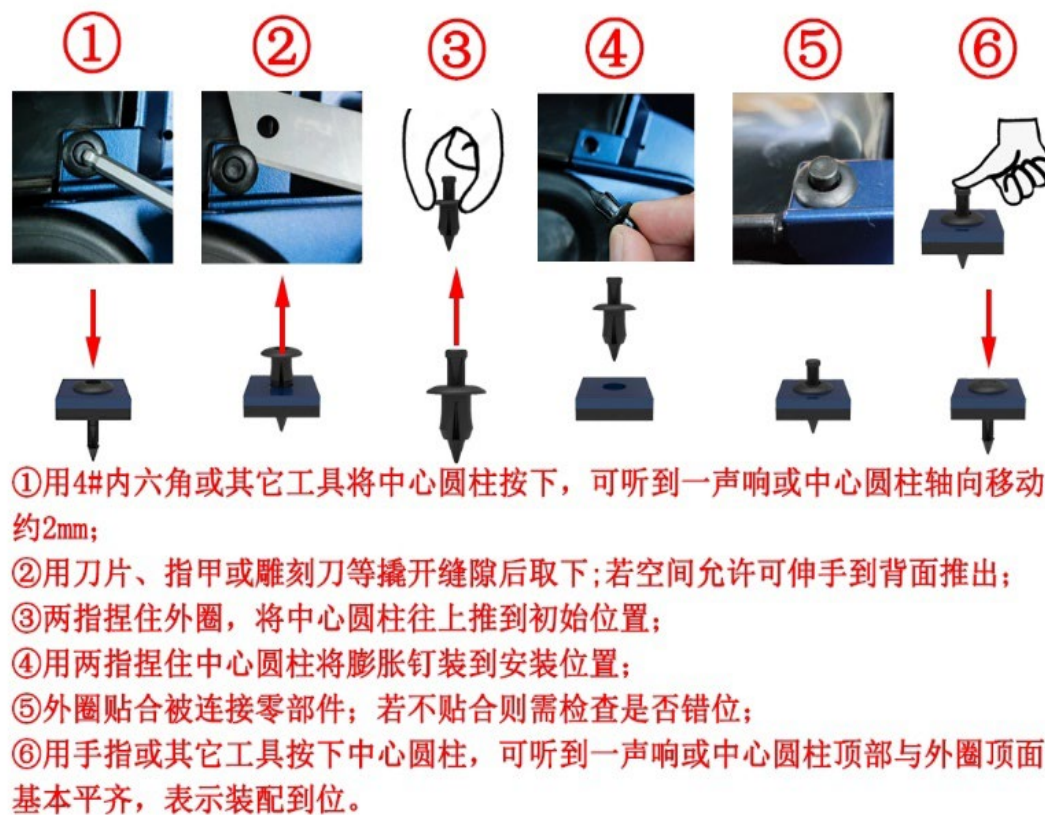 ① ② ③ ④ ⑤ ⑥
①用4#内六角或其它工具将中心圆柱按下，可听到一声响或中心圆柱轴向移动
约2mm；
②用刀片、指甲或雕刻刀等撬开缝隙后取下;若空间允许可伸手到背面推出；
③两指捏住外圈，将中心圆柱往上推到初始位置；
④用两指捏住中心圆柱将膨胀钉装到安装位置；
⑤外圈贴合被连接零部件；若不贴合则需检查是否错位；
⑥用手指或其它工具按下中心圆柱，可听到一声响或中心圆柱顶部与外圈顶面
基本平齐，表示装配到位。